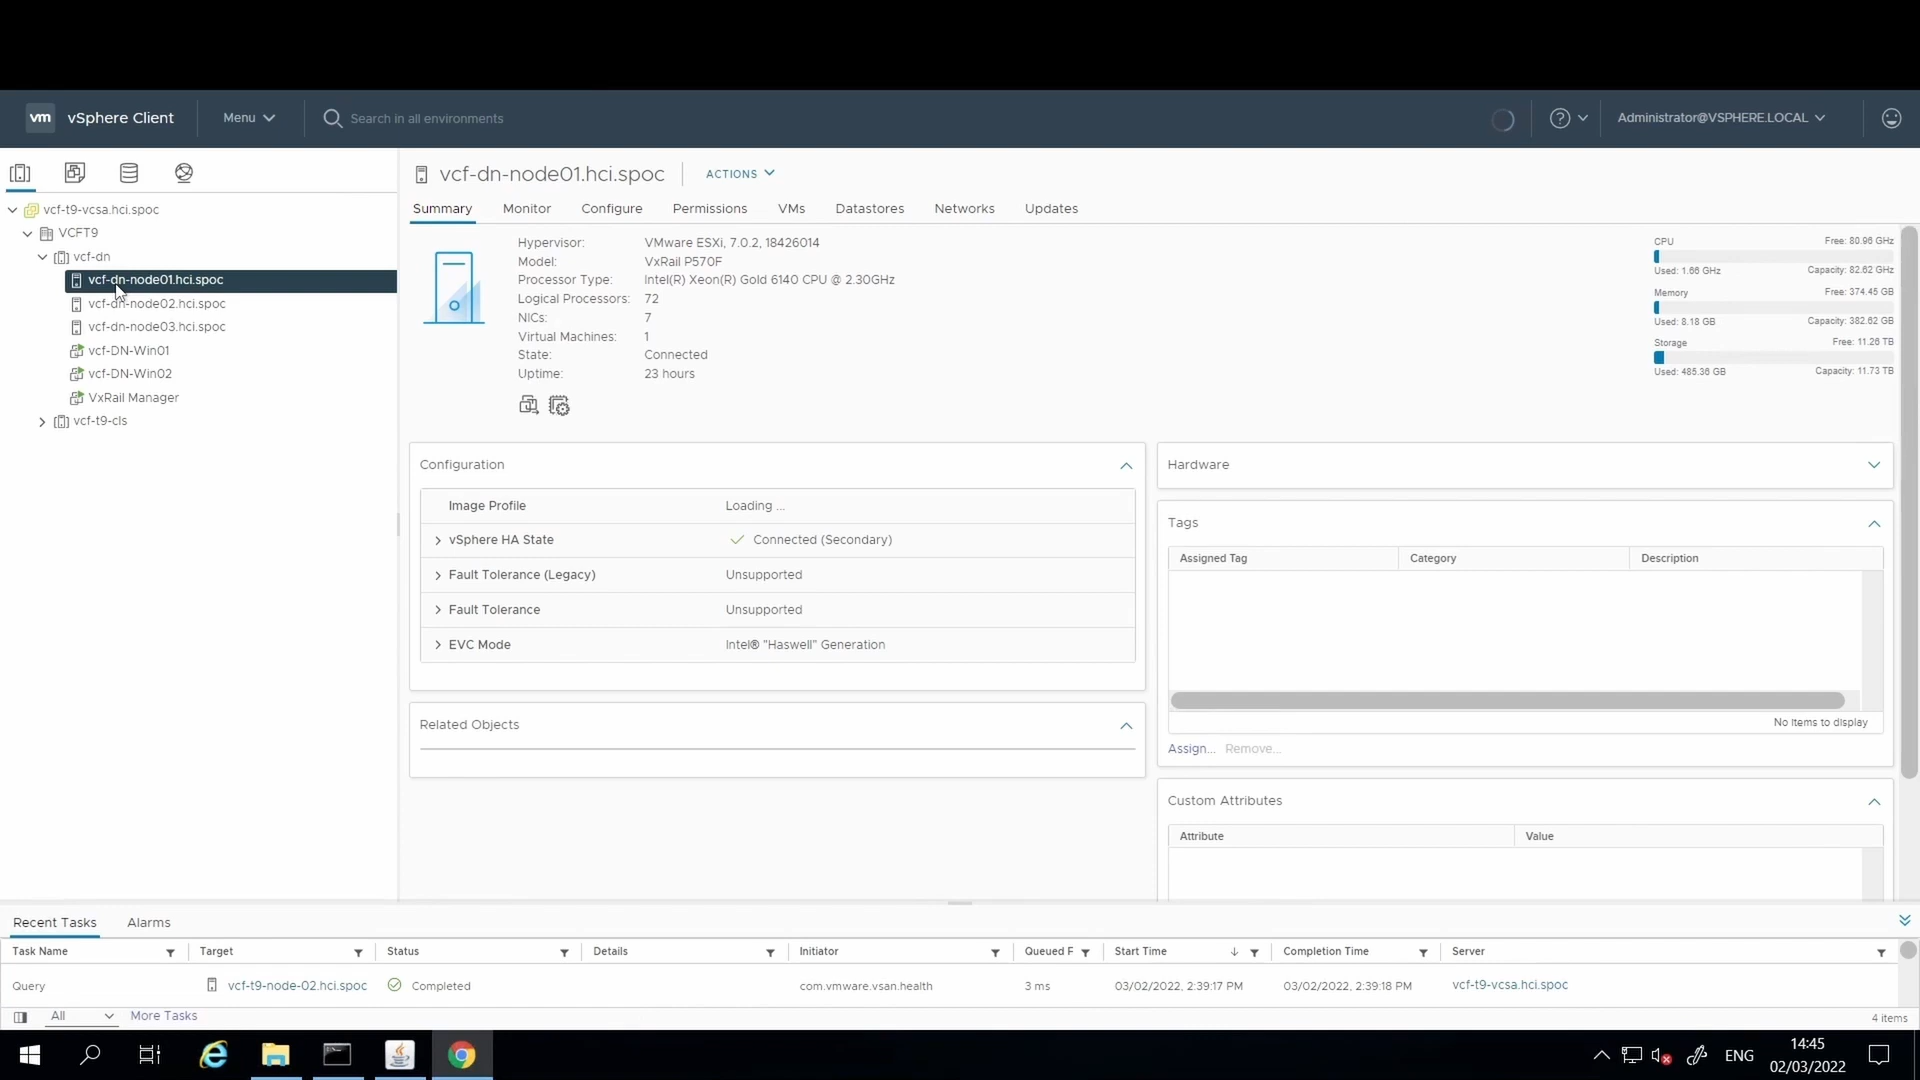 vm vSphere Client Menu Search in all environments Administrator@VSPHERE.LOCAL
vcf-t9-vcsa.hci.spoc
VCFT9
vcf-dn
vcf-dn-node01.hci.spoc
vcf-dn-node02.hci.spoc
vcf-dn-node03.hci.spoc
vcf-DN-Win01
vcf-DN-Win02
VxRail Manager
vcf-t9-cls
vcf-dn-node01.hci.spoc ACTIONS
Summary Monitor Configure Permissions VMs Datastores Networks Updates
Hypervisor: VMware ESXi, 7.0.2, 18426014
Model: VxRail P570F
Processor Type: Intel(R) Xeon(R) Gold 6140 CPU @ 2.30GHz
Logical Processors: 72
NICs: 7
Virtual Machines: 1
State: Connected
Uptime: 23 hours
CPU Free: 80.96 GHz
Used: 1.66 GHz Capacity: 82.62 GHz
Memory Free: 374.45 GB
Used: 8.18 GB Capacity: 382.62 GB
Storage Free: 11.26 TB
Used: 485.36 GB Capacity: 11.73 TB
Configuration
Image Profile Loading ...
vSphere HA State Connected (Secondary)
Fault Tolerance (Legacy) Unsupported
Fault Tolerance Unsupported
EVC Mode Intel® "Haswell" Generation
Related Objects
Hardware
Tags
Assigned Tag Category Description
No items to display
Assign... Remove...
Custom Attributes
Attribute Value
Recent Tasks Alarms
Task Name Target Status Details Initiator Queued F Start Time Completion Time Server
Query vcf-t9-node-02.hci.spoc Completed com.vmware.vsan.health 3 ms 03/02/2022, 2:39:17 PM 03/02/2022, 2:39:18 PM vcf-t9-vcsa.hci.spoc
All More Tasks 4 items
ENG 14:45
02/03/2022